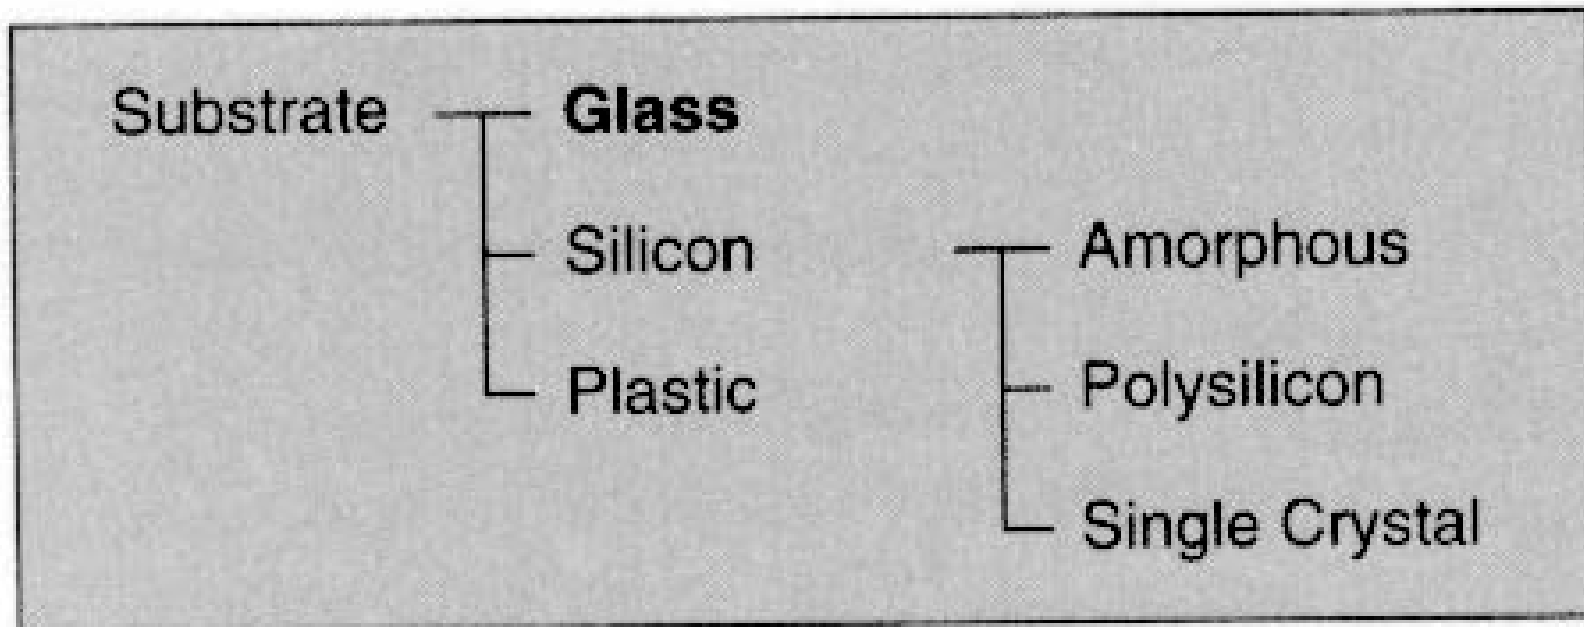 Substrate Glass
Silicon Amorphous
Plastic Polysilicon
Single Crystal